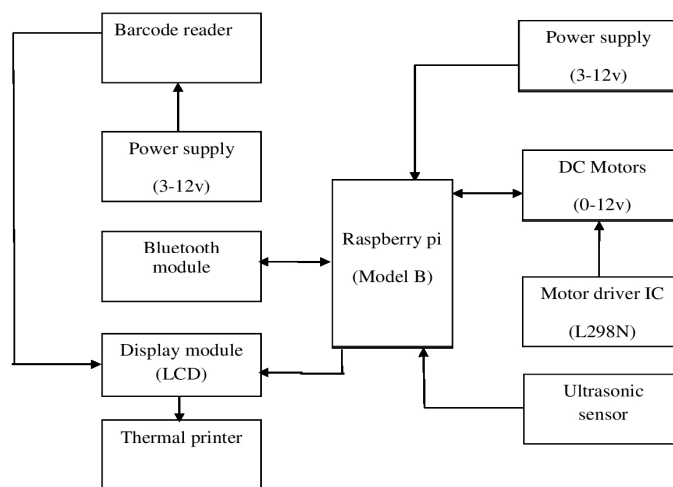 Barcode reader
Power supply
(3-12v)
Bluetooth
module
Display module
(LCD)
Thermal printer
Raspberry pi
(Model B)
Power supply
(3-12v)
DC Motors
(0-12v)
Motor driver IC
(L298N)
Ultrasonic
sensor